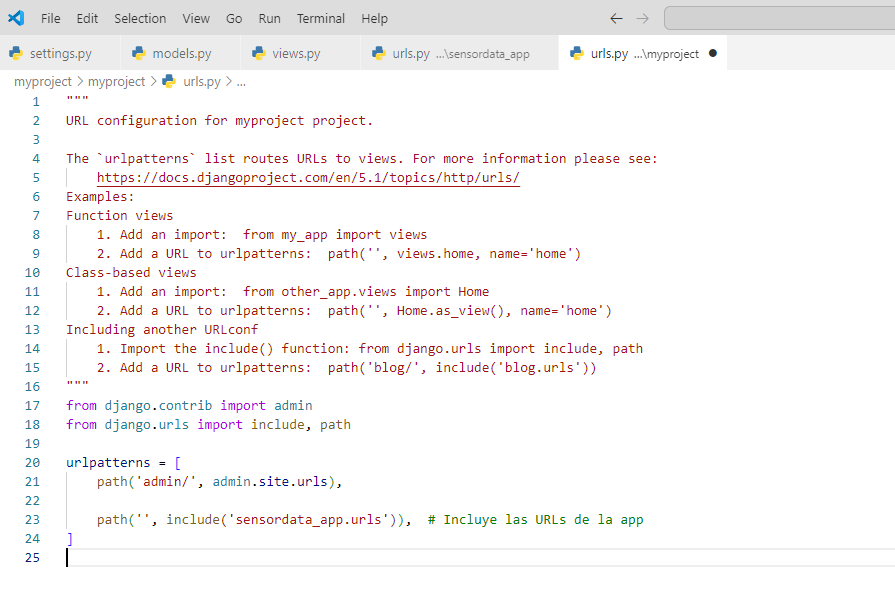 File Edit Selection View Go Run Terminal Help
settings.py models.py views.py urls.py ...\sensordata_app urls.py ...\myproject
myproject > myproject > urls.py > ...
1 """
2 URL configuration for myproject project.
3
4 The `urlpatterns` list routes URLs to views. For more information please see:
5     https://docs.djangoproject.com/en/5.1/topics/http/urls/
6 Examples:
7 Function views
8     1. Add an import:  from my_app import views
9     2. Add a URL to urlpatterns:  path('', views.home, name='home')
10 Class-based views
11     1. Add an import:  from other_app.views import Home
12     2. Add a URL to urlpatterns:  path('', Home.as_view(), name='home')
13 Including another URLconf
14     1. Import the include() function: from django.urls import include, path
15     2. Add a URL to urlpatterns:  path('blog/', include('blog.urls'))
16 """
17 from django.contrib import admin
18 from django.urls import include, path
19
20 urlpatterns = [
21     path('admin/', admin.site.urls),
22
23     path('', include('sensordata_app.urls')),  # Incluye las URLs de la app
24 ]
25